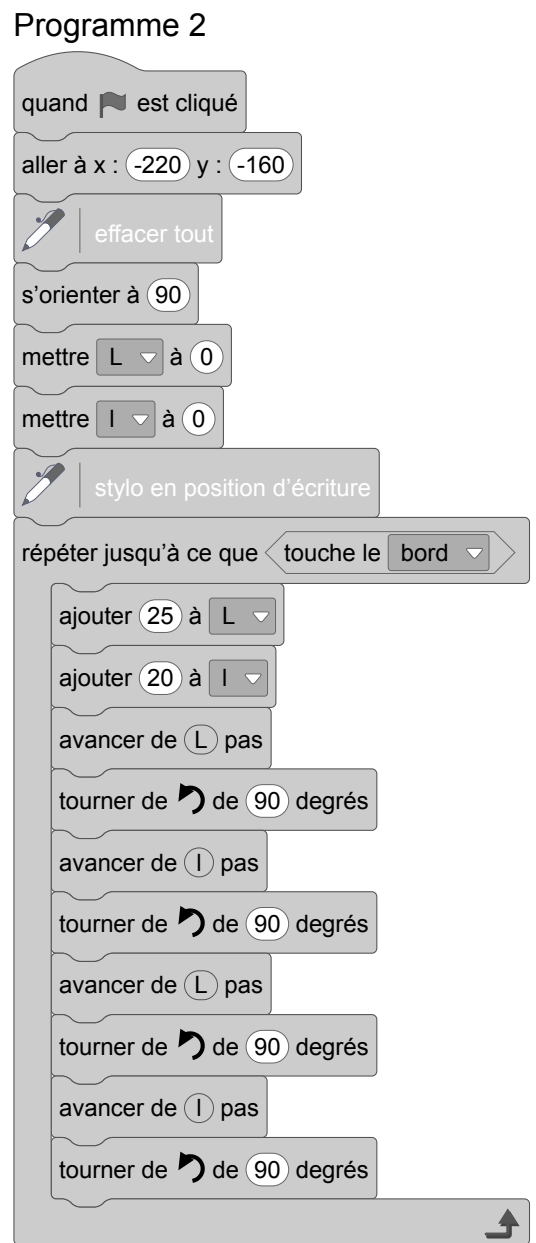 Programme 2
quand est cliqué
aller à x : -220 y : -160
effacer tout
s’orienter à 90
mettre L à 0
mettre l à 0
stylo en position d’écriture
répéter jusqu’à ce que touche le bord
ajouter 25 à L
ajouter 20 à l
avancer de L pas
tourner de de 90 degrés
avancer de l pas
tourner de de 90 degrés
avancer de L pas
tourner de de 90 degrés
avancer de l pas
tourner de de 90 degrés